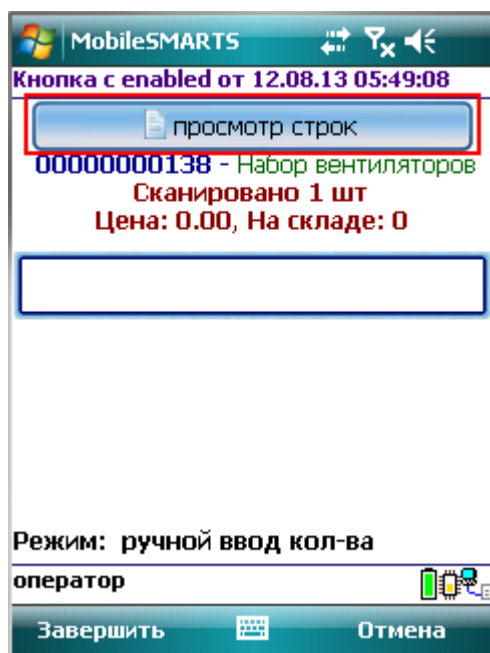 MobileSMARTS
Кнопка с enabled от 12.08.13 05:49:08
просмотр строк
00000000138 - Набор вентиляторов
Сканировано 1 шт
Цена: 0.00, На складе: 0
Режим: ручной ввод кол-ва
оператор
Завершить Отмена